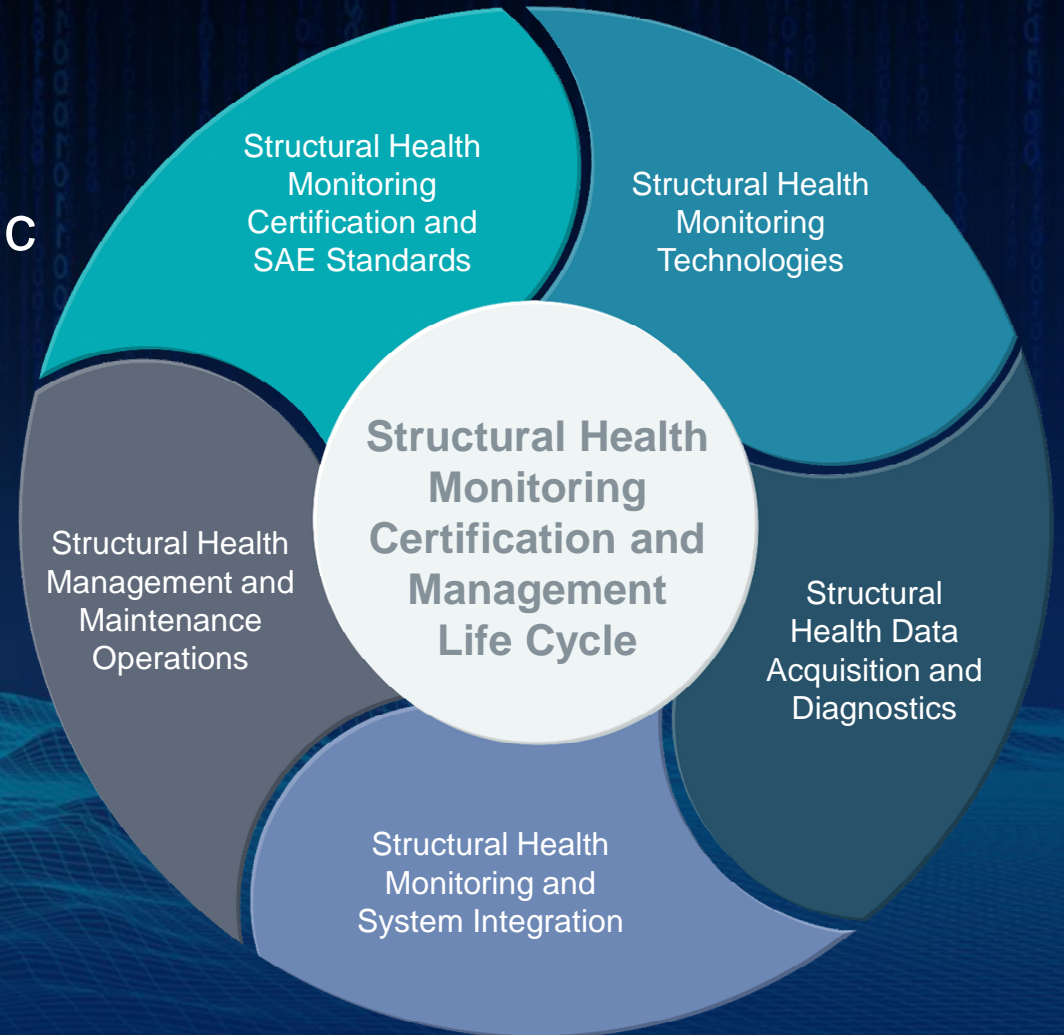 c
Structural Health
Monitoring
Certification and
SAE Standards
Structural Health
Monitoring
Technologies
Structural Health
Data
Acquisition and
Diagnostics
Structural Health
Monitoring and
System Integration
Structural Health
Management and
Maintenance
Operations
Structural Health
Monitoring
Certification and
Management
Life Cycle